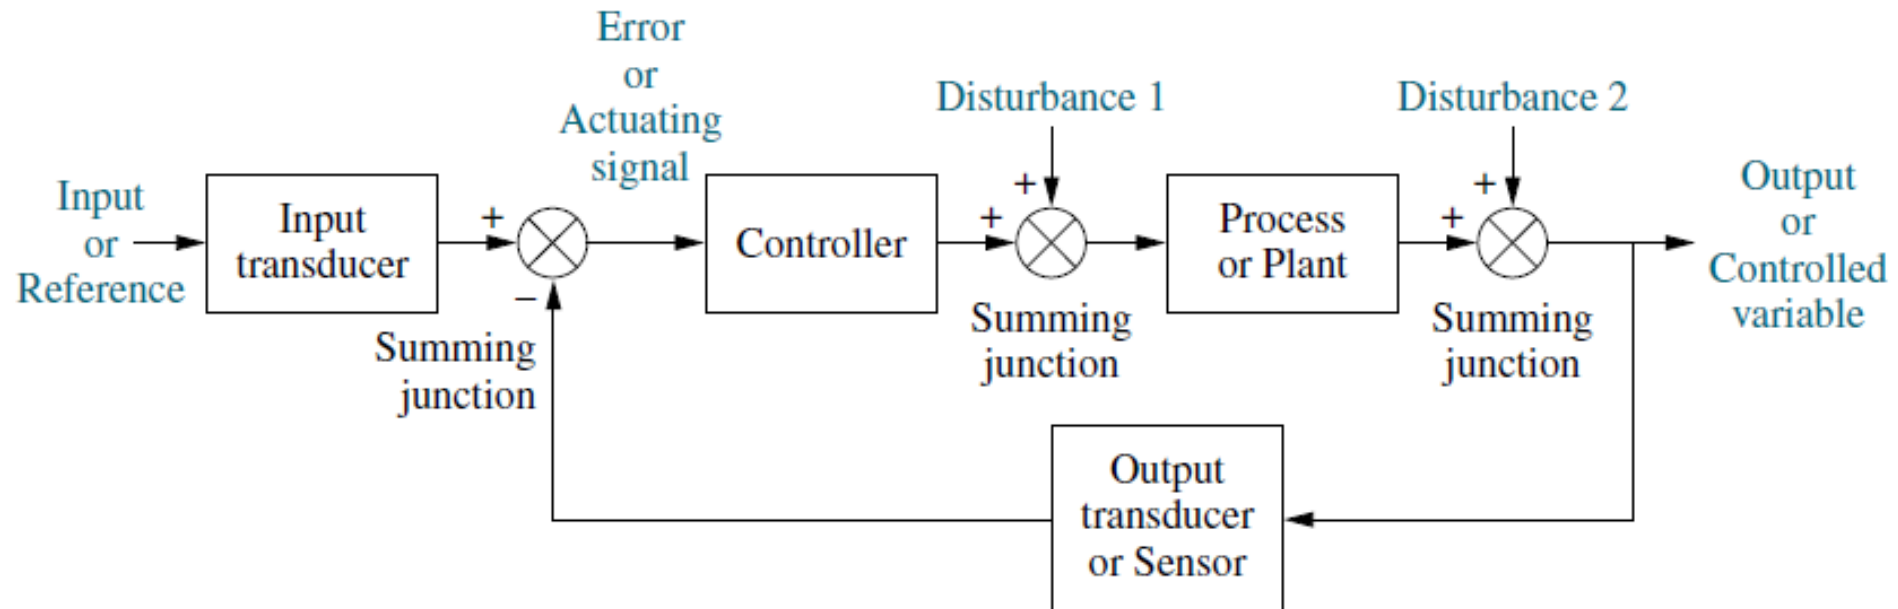 Input
or
Reference
Input
transducer
+
−
Summing
junction
Error
or
Actuating
signal
Controller
Disturbance 1
+
+
Summing
junction
Process
or Plant
Disturbance 2
+
+
Summing
junction
Output
or
Controlled
variable
Output
transducer
or Sensor